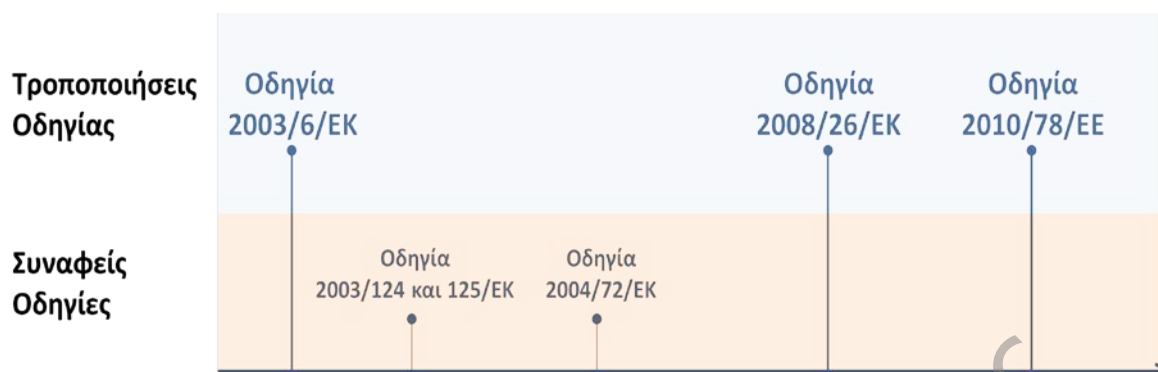 Τροποποιήσεις
Οδηγίας
Οδηγία
2003/6/ΕΚ
Οδηγία
2008/26/ΕΚ
Οδηγία
2010/78/ΕΕ
Συναφείς
Οδηγίες
Οδηγία
2003/124 και 125/ΕΚ
Οδηγία
2004/72/ΕΚ